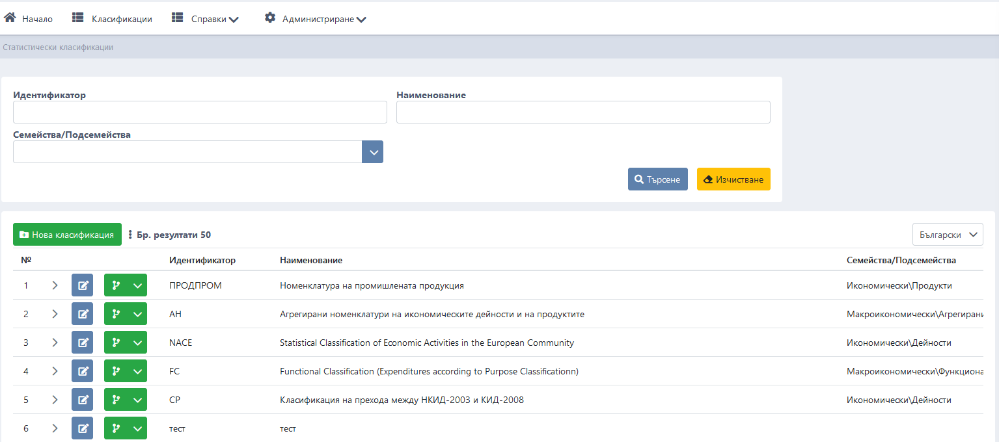 Начало Класификации Справки Администриране
Статистически класификации
Идентификатор Наименование
Семейства/Подсемейства
Търсене Изчистване
Нова класификация Бр. резултати 50 Български
№ Идентификатор Наименование Семейства/Подсемейства
1 ПРОДПРОМ Номенклатура на промишлената продукция Икономически\Продукти
2 АН Агрегирани номенклатури на икономическите дейности и на продуктите Макроикономически\Агрегирани
3 NACE Statistical Classification of Economic Activities in the European Community Икономически\Дейности
4 FC Functional Classification (Expenditures according to Purpose Classificationn) Макроикономически\Функциона
5 CP Класификация на прехода между НКИД-2003 и КИД-2008 Икономически\Дейности
6 тест тест